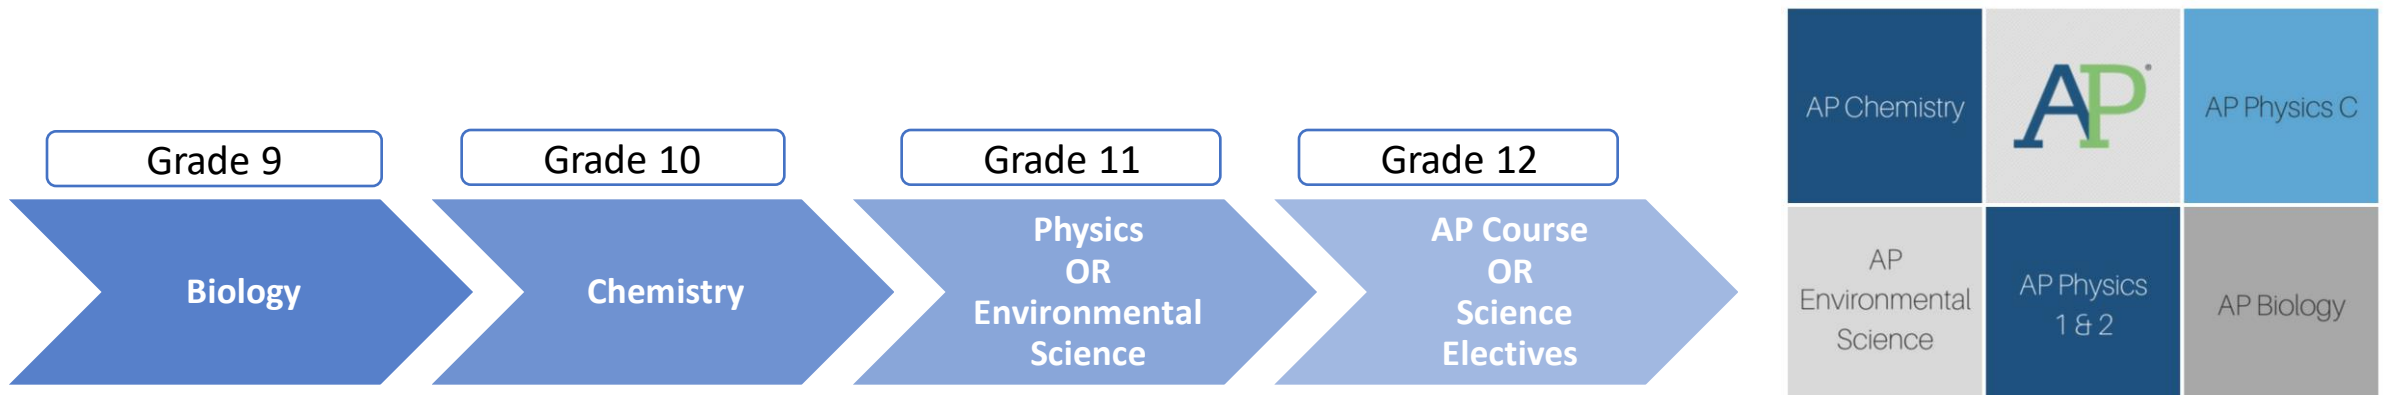 Grade 9
Biology
Grade 10
Chemistry
Grade 11
Physics
OR
Environmental
Science
Grade 12
AP Course
OR
Science
Electives
AP Chemistry
AP
AP Physics C
AP
Environmental
Science
AP Physics
1 & 2
AP Biology